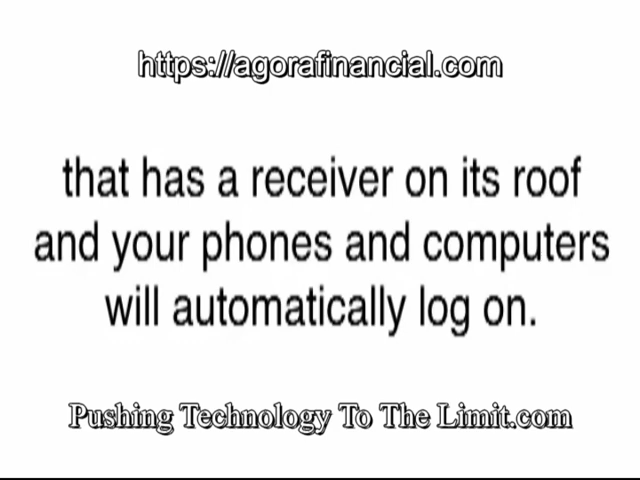 https://agorafinancial.com
that has a receiver on its roof
and your phones and computers
will automatically log on.
Pushing Technology To The Limit.com